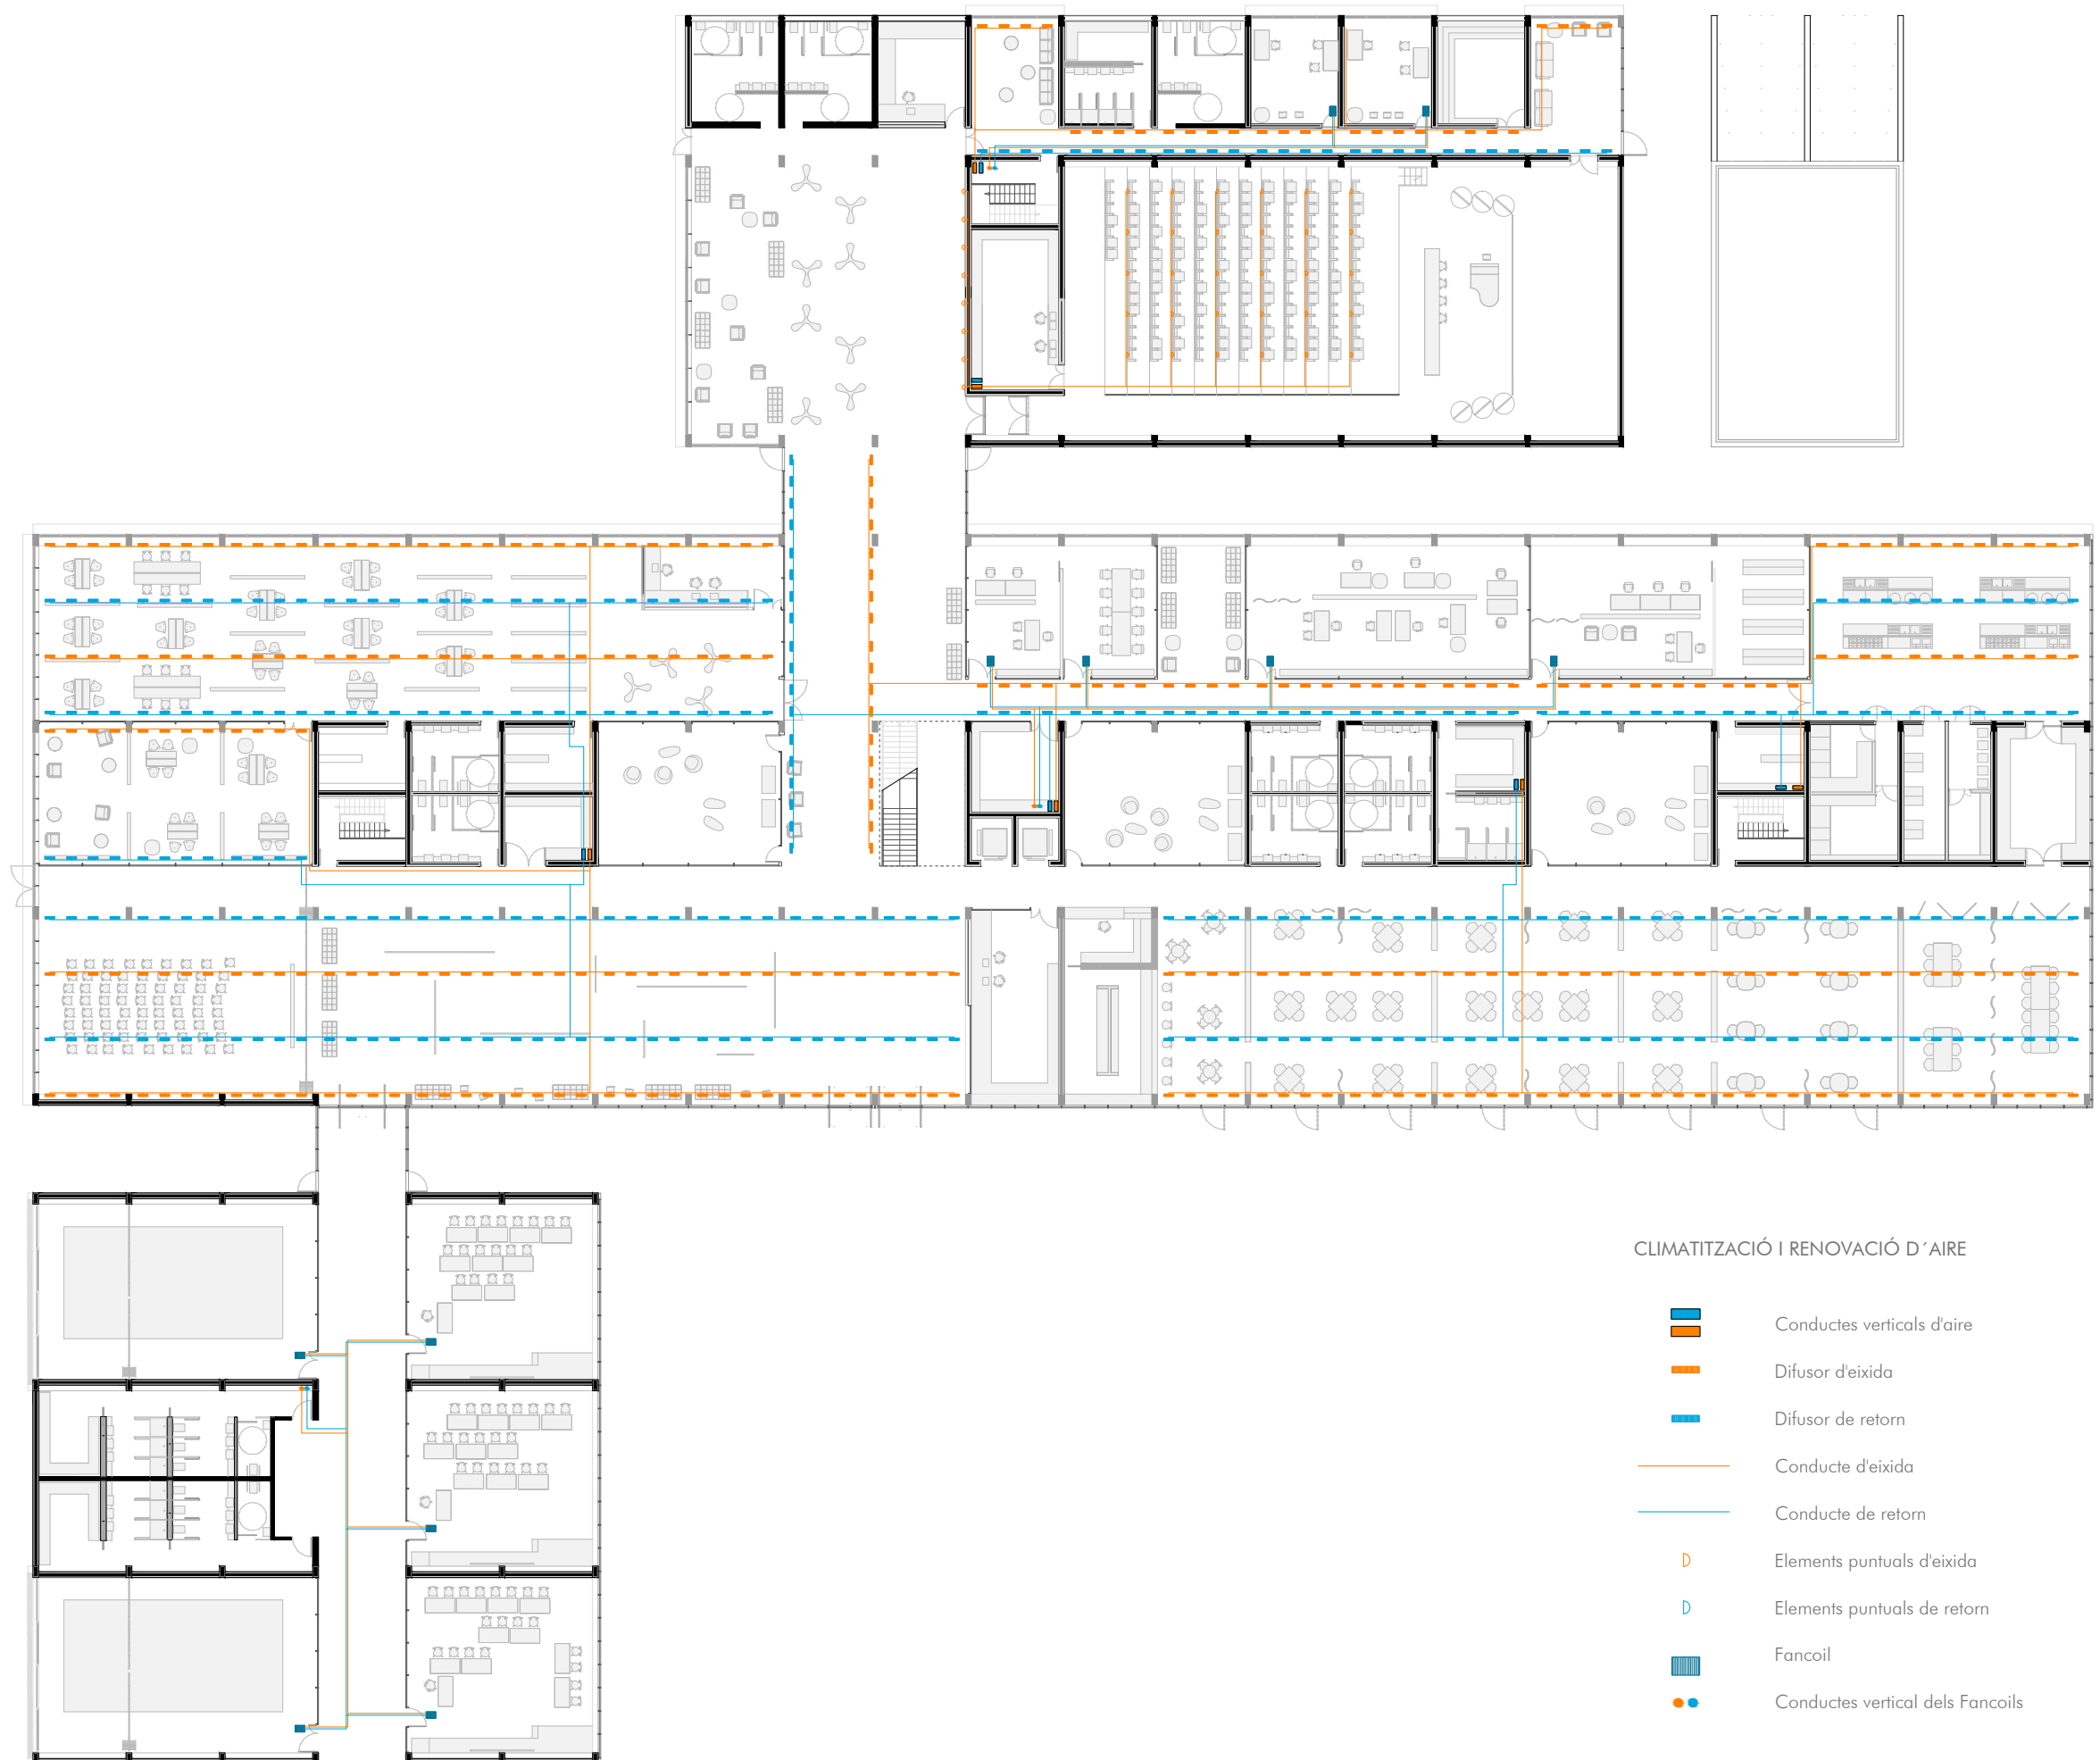 CLIMATITZACIÓ I RENOVACIÓ D´AIRE
Conductes verticals d'aire
Difusor d'eixida
Difusor de retorn
Conducte d'eixida
Conducte de retorn
Elements puntuals d'eixida
Elements puntuals de retorn
Fancoil
Conductes vertical dels Fancoils